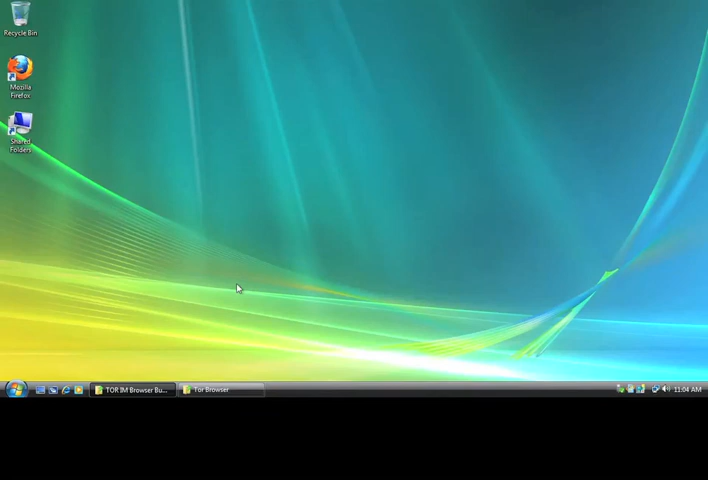 Recycle Bin
Mozilla
Firefox
Shared
Folders
TOR IM Browser Bu...
Tor Browser
11:04 AM